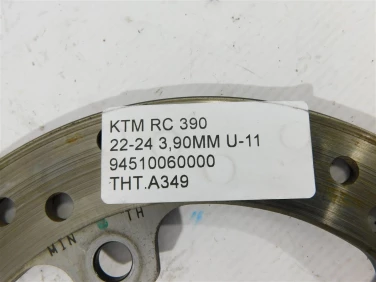 KTM RC 390
22-24 3,90MM U-11
94510060000
THT.A349
MIN TH